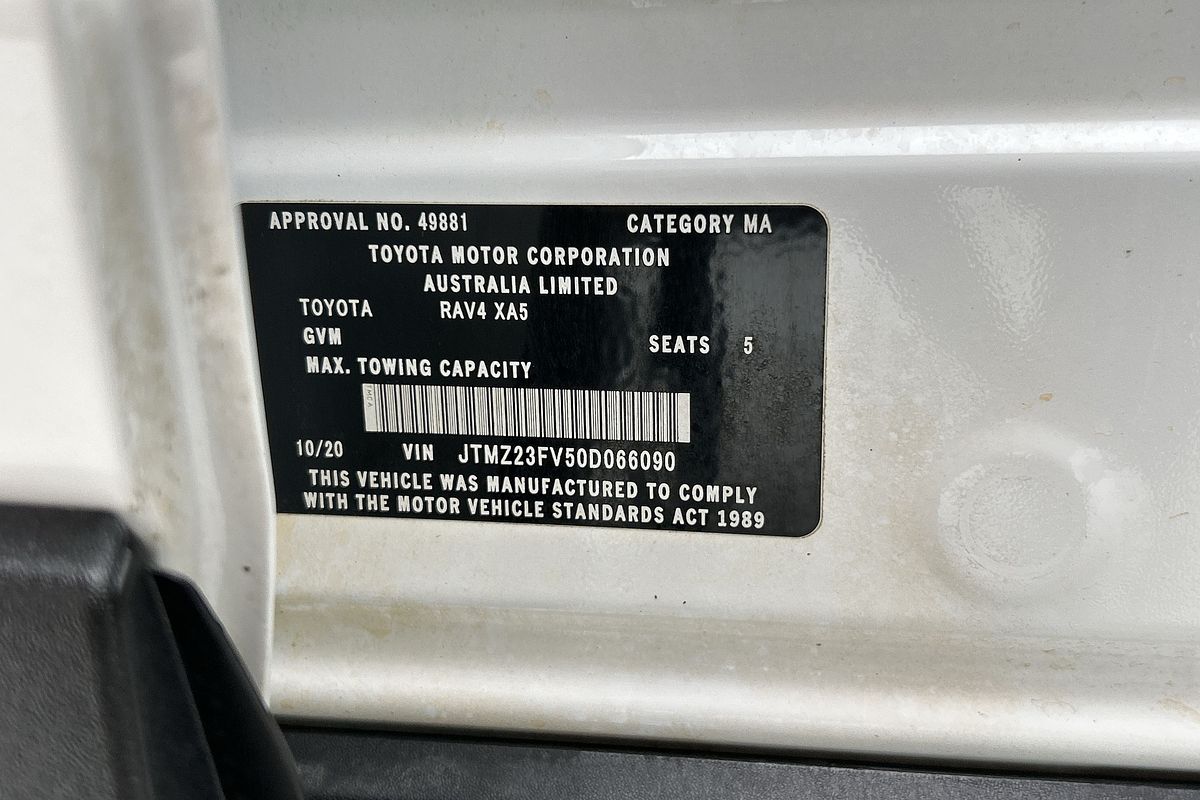 APPROVAL NO. 49881 CATEGORY MA
TOYOTA MOTOR CORPORATION
AUSTRALIA LIMITED
TOYOTA RAV4 XA5
GVM SEATS 5
MAX. TOWING CAPACITY
TMCA
10/20 VIN JTMZ23FV50D066090
THIS VEHICLE WAS MANUFACTURED TO COMPLY
WITH THE MOTOR VEHICLE STANDARDS ACT 1989